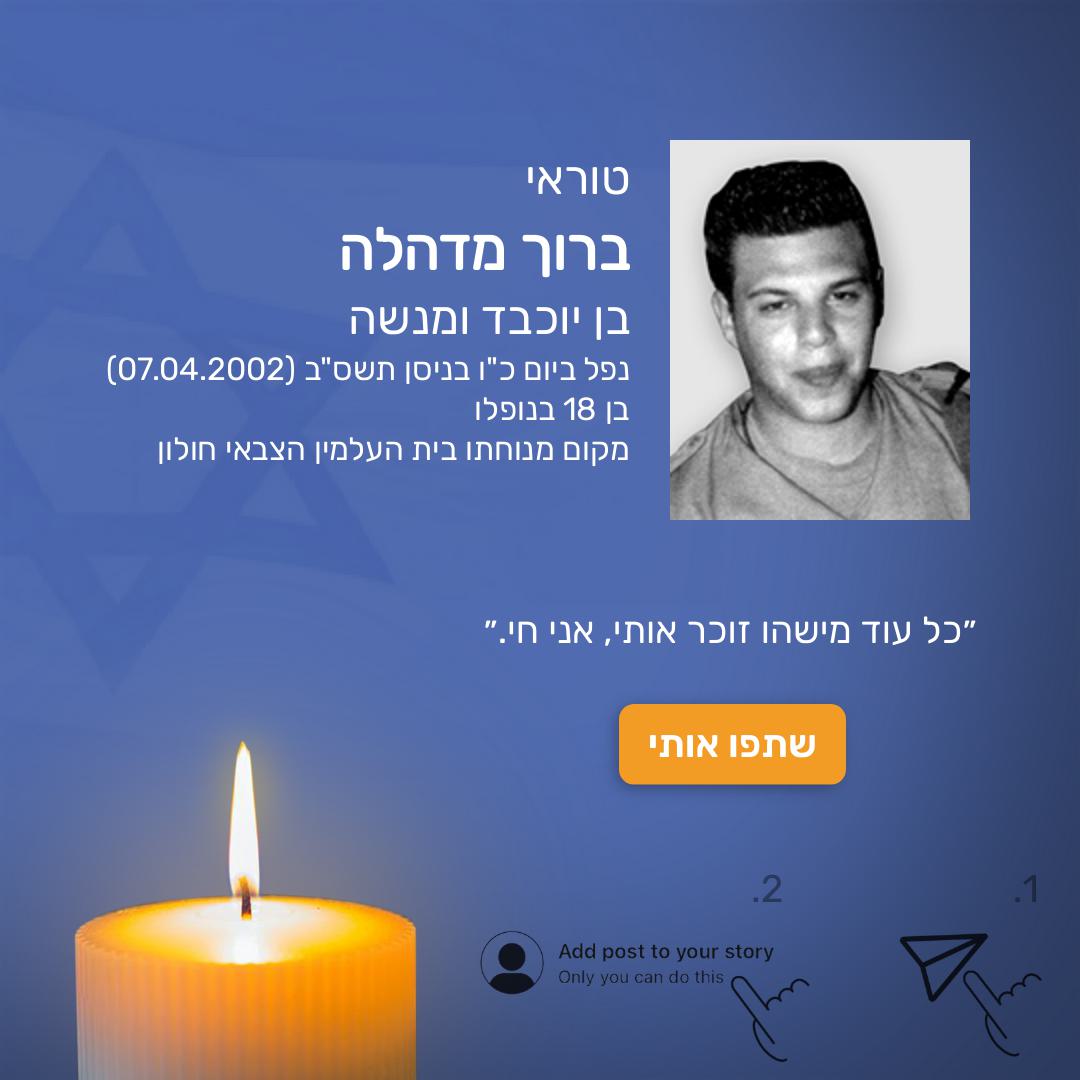 טוראי
ברוך מדהלה
בן יוכבד ומנשה
נפל ביום כ"ו בניסן תשס"ב (07.04.2002)
בן 18 בנופלו
מקום מנוחתו בית העלמין הצבאי חולון
״כל עוד מישהו זוכר אותי, אני חי.״
שתפו אותי
.1
.2
Add post to your story
Only you can do this